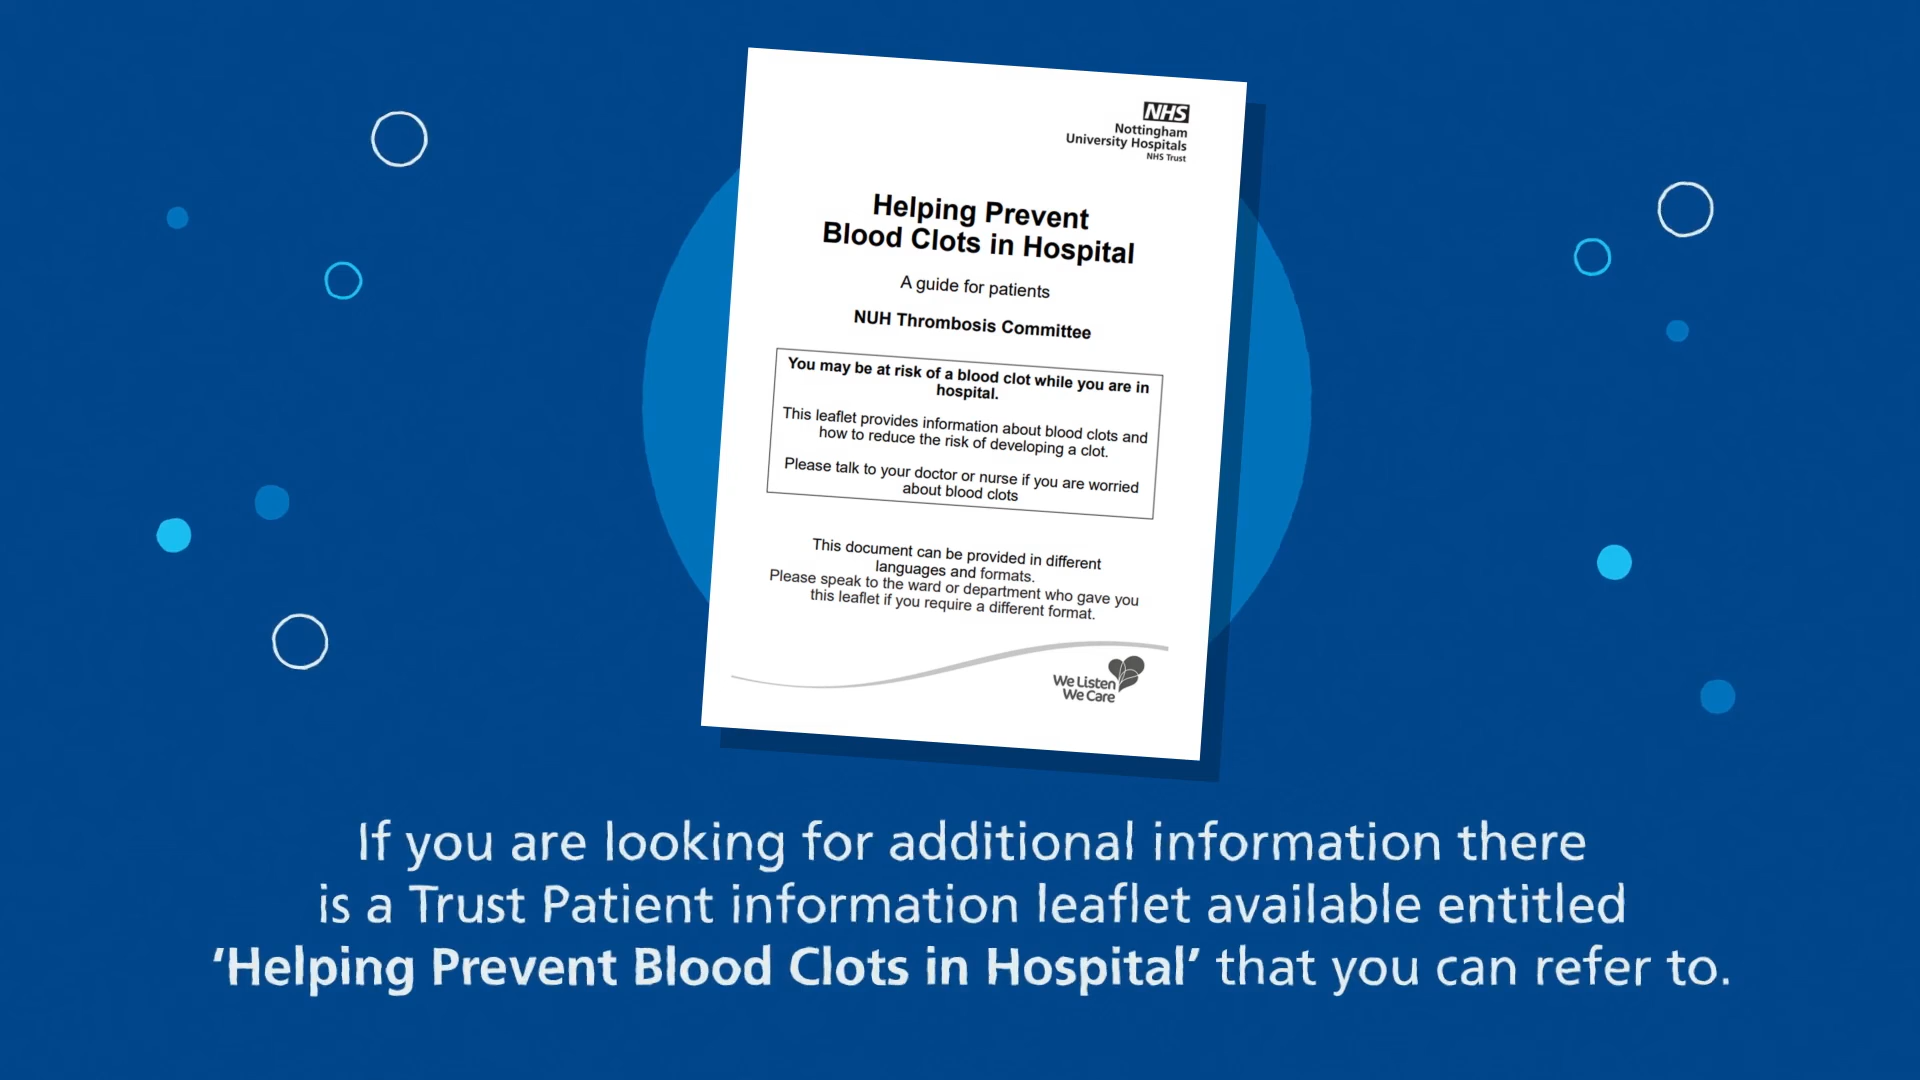 NHS
Nottingham
University Hospitals
NHS Trust
Helping Prevent
Blood Clots in Hospital
A guide for patients
NUH Thrombosis Committee
You may be at risk of a blood clot while you are in
hospital.
This leaflet provides information about blood clots and
how to reduce the risk of developing a clot.
Please talk to your doctor or nurse if you are worried
about blood clots
This document can be provided in different
languages and formats.
Please speak to the ward or department who gave you
this leaflet if you require a different format.
We Listen
We Care
If you are looking for additional information there
is a Trust Patient information leaflet available entitled
‘Helping Prevent Blood Clots in Hospital’ that you can refer to.